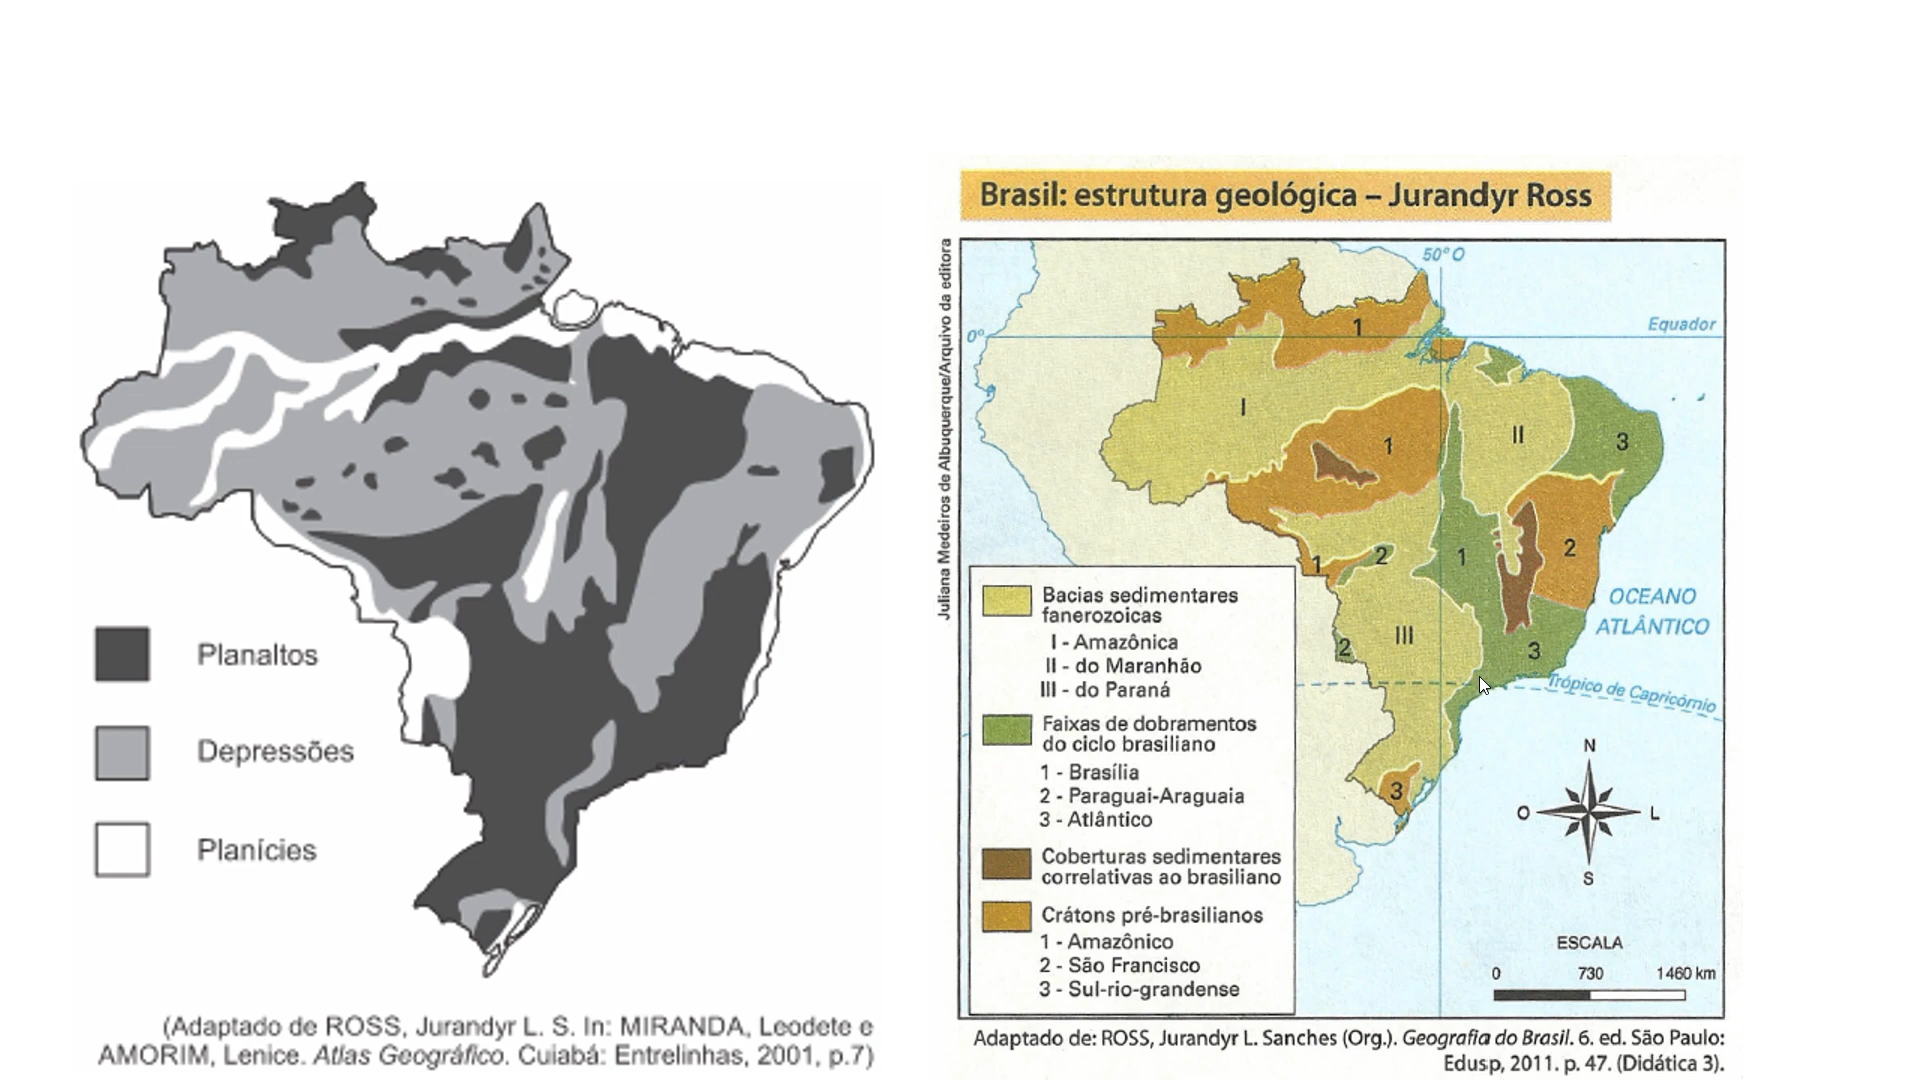 Planaltos
Depressões
Planícies
(Adaptado de ROSS, Jurandyr L. S. In: MIRANDA, Leodete e
AMORIM, Lenice. Atlas Geográfico. Cuiabá: Entrelinhas, 2001, p.7)
Brasil: estrutura geológica – Jurandyr Ross
Juliana Medeiros de Albuquerque/Arquivo da editora
50° O
0°
Equador
1
I
1
II
3
2
1
2
1
III
2
3
3
OCEANO
ATLÂNTICO
Trópico de Capricórnio
Bacias sedimentares
fanerozoicas
I - Amazônica
II - do Maranhão
III - do Paraná
Faixas de dobramentos
do ciclo brasiliano
1 - Brasília
2 - Paraguai-Araguaia
3 - Atlântico
Coberturas sedimentares
correlativas ao brasiliano
Crátons pré-brasilianos
1 - Amazônico
2 - São Francisco
3 - Sul-rio-grandense
N
O
L
S
ESCALA
0 730 1 460 km
Adaptado de: ROSS, Jurandyr L. Sanches (Org.). Geografia do Brasil. 6. ed. São Paulo:
Edusp, 2011. p. 47. (Didática 3).